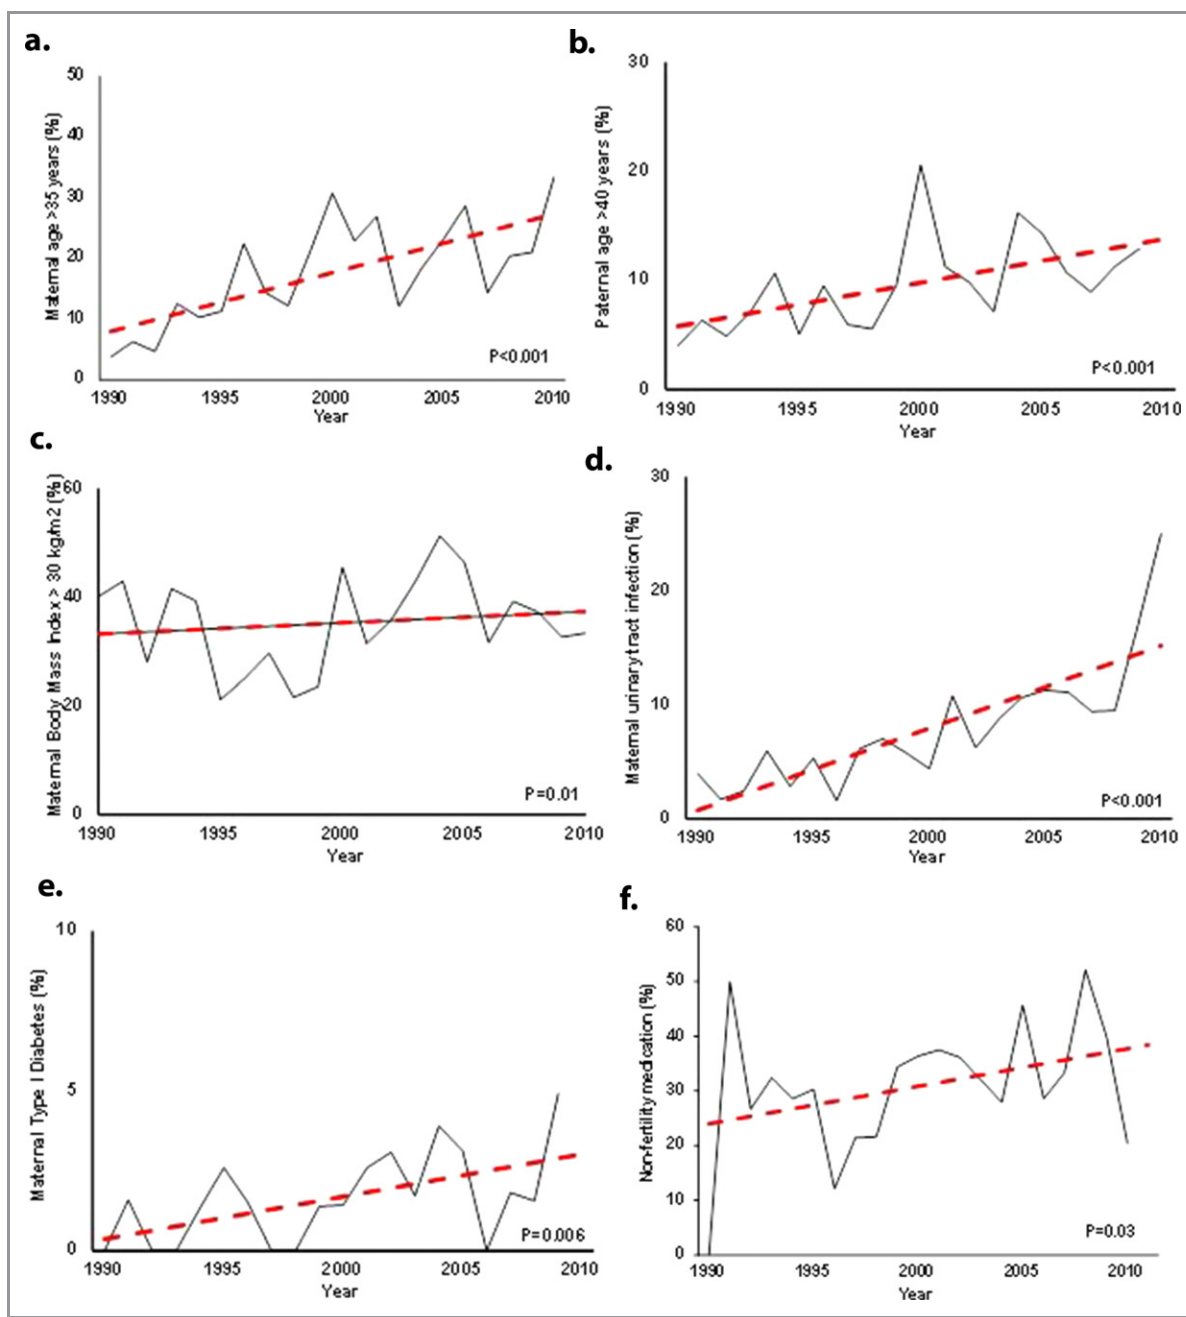 a.
Maternal age >35 years (%)
50
40
30
20
10
0
P<0.001
1990 1995 2000 2005 2010
Year
b.
Paternal age >40 years (%)
30
20
10
0
P<0.001
1990 1995 2000 2005 2010
Year
c.
Maternal Body Mass Index > 30 kg/m2 (%)
60
40
20
0
P=0.01
1990 1995 2000 2005 2010
Year
d.
Maternal urinary tract infection (%)
30
20
10
0
P<0.001
1990 1995 2000 2005 2010
Year
e.
Maternal Type I Diabetes (%)
10
5
0
P=0.006
1990 1995 2000 2005 2010
Year
f.
Non-fertility medication (%)
60
50
40
30
20
10
0
P=0.03
1990 1995 2000 2005 2010
Year